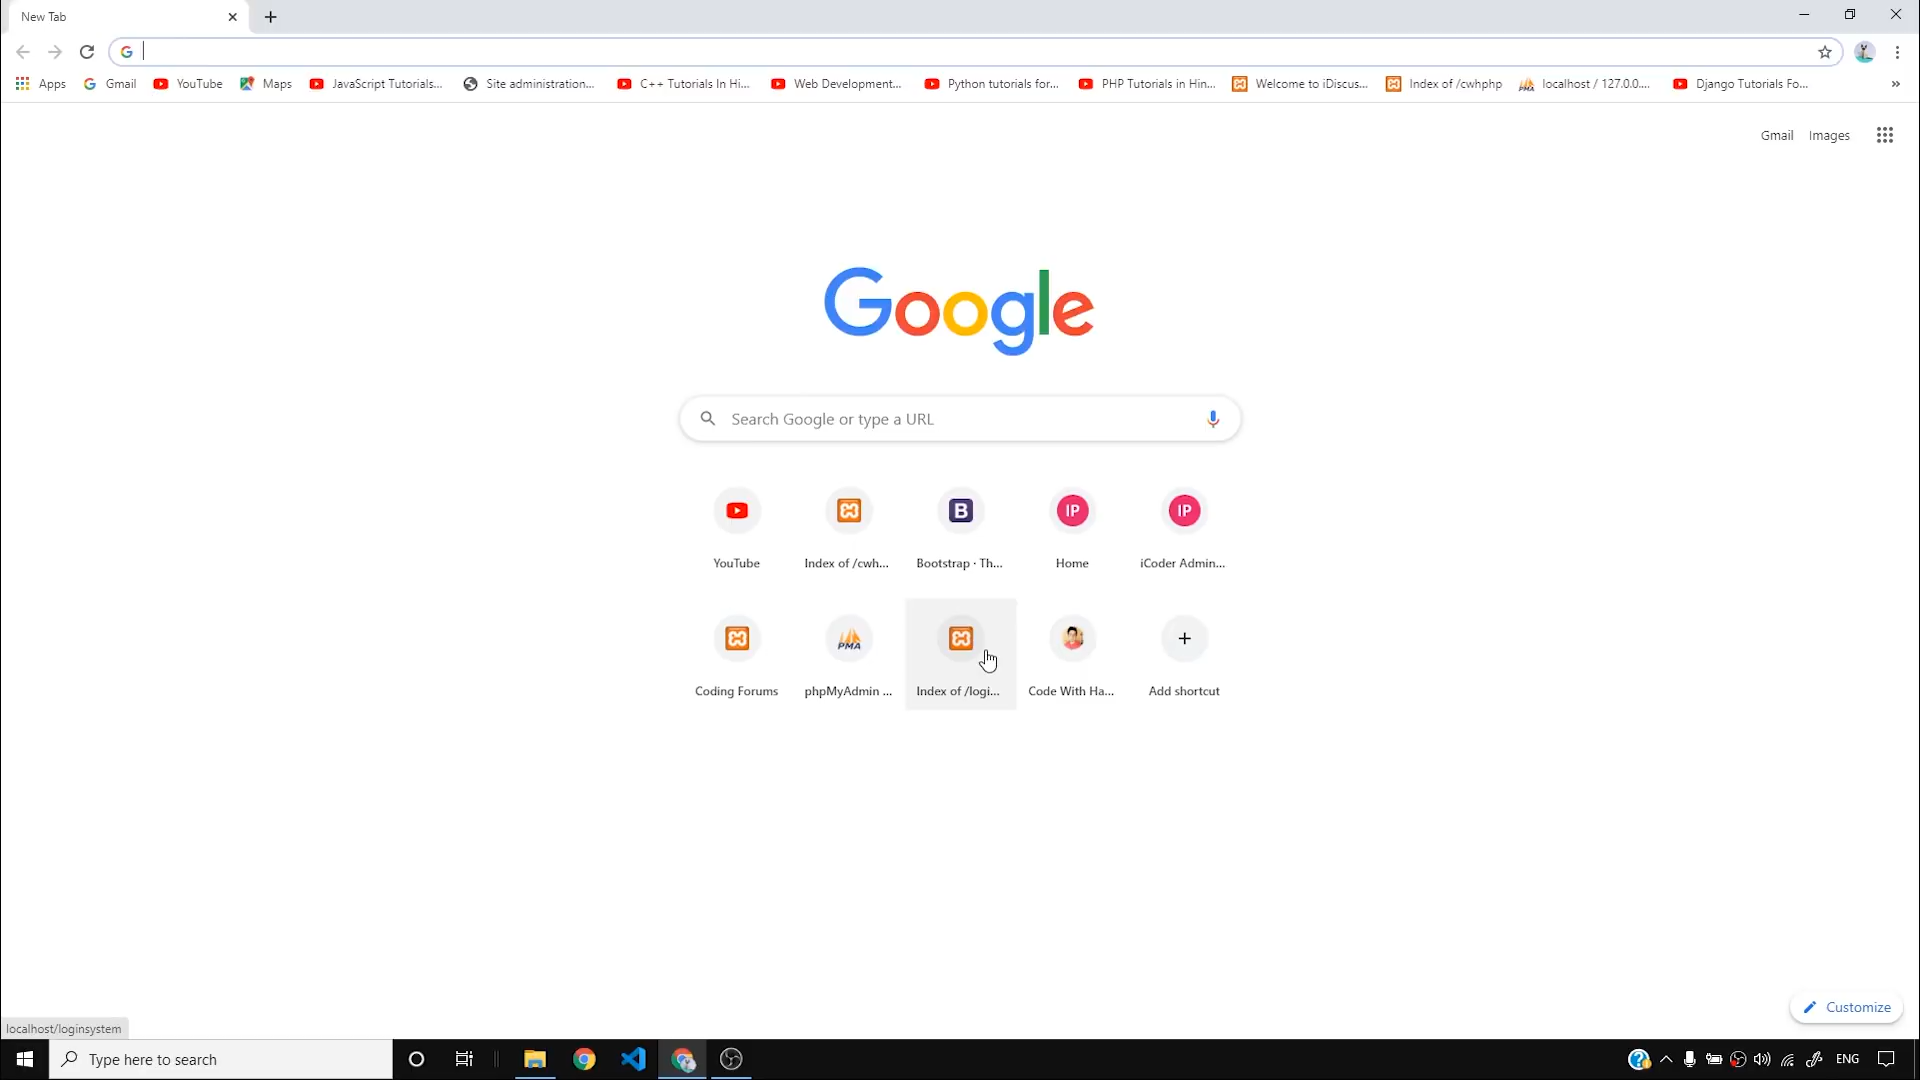 New Tab
Apps Gmail YouTube Maps JavaScript Tutorials... Site administration... C++ Tutorials In Hi... Web Development... Python tutorials for... PHP Tutorials in Hin... Welcome to iDiscus... Index of /cwhphp localhost / 127.0.0.... Django Tutorials Fo... »
Gmail Images
Google
Search Google or type a URL
B IP IP
YouTube Index of /cwh... Bootstrap · Th... Home iCoder Admin...
PMA
Coding Forums phpMyAdmin ... Index of /logi... Code With Ha... Add shortcut
Customize
localhost/loginsystem
Type here to search ENG